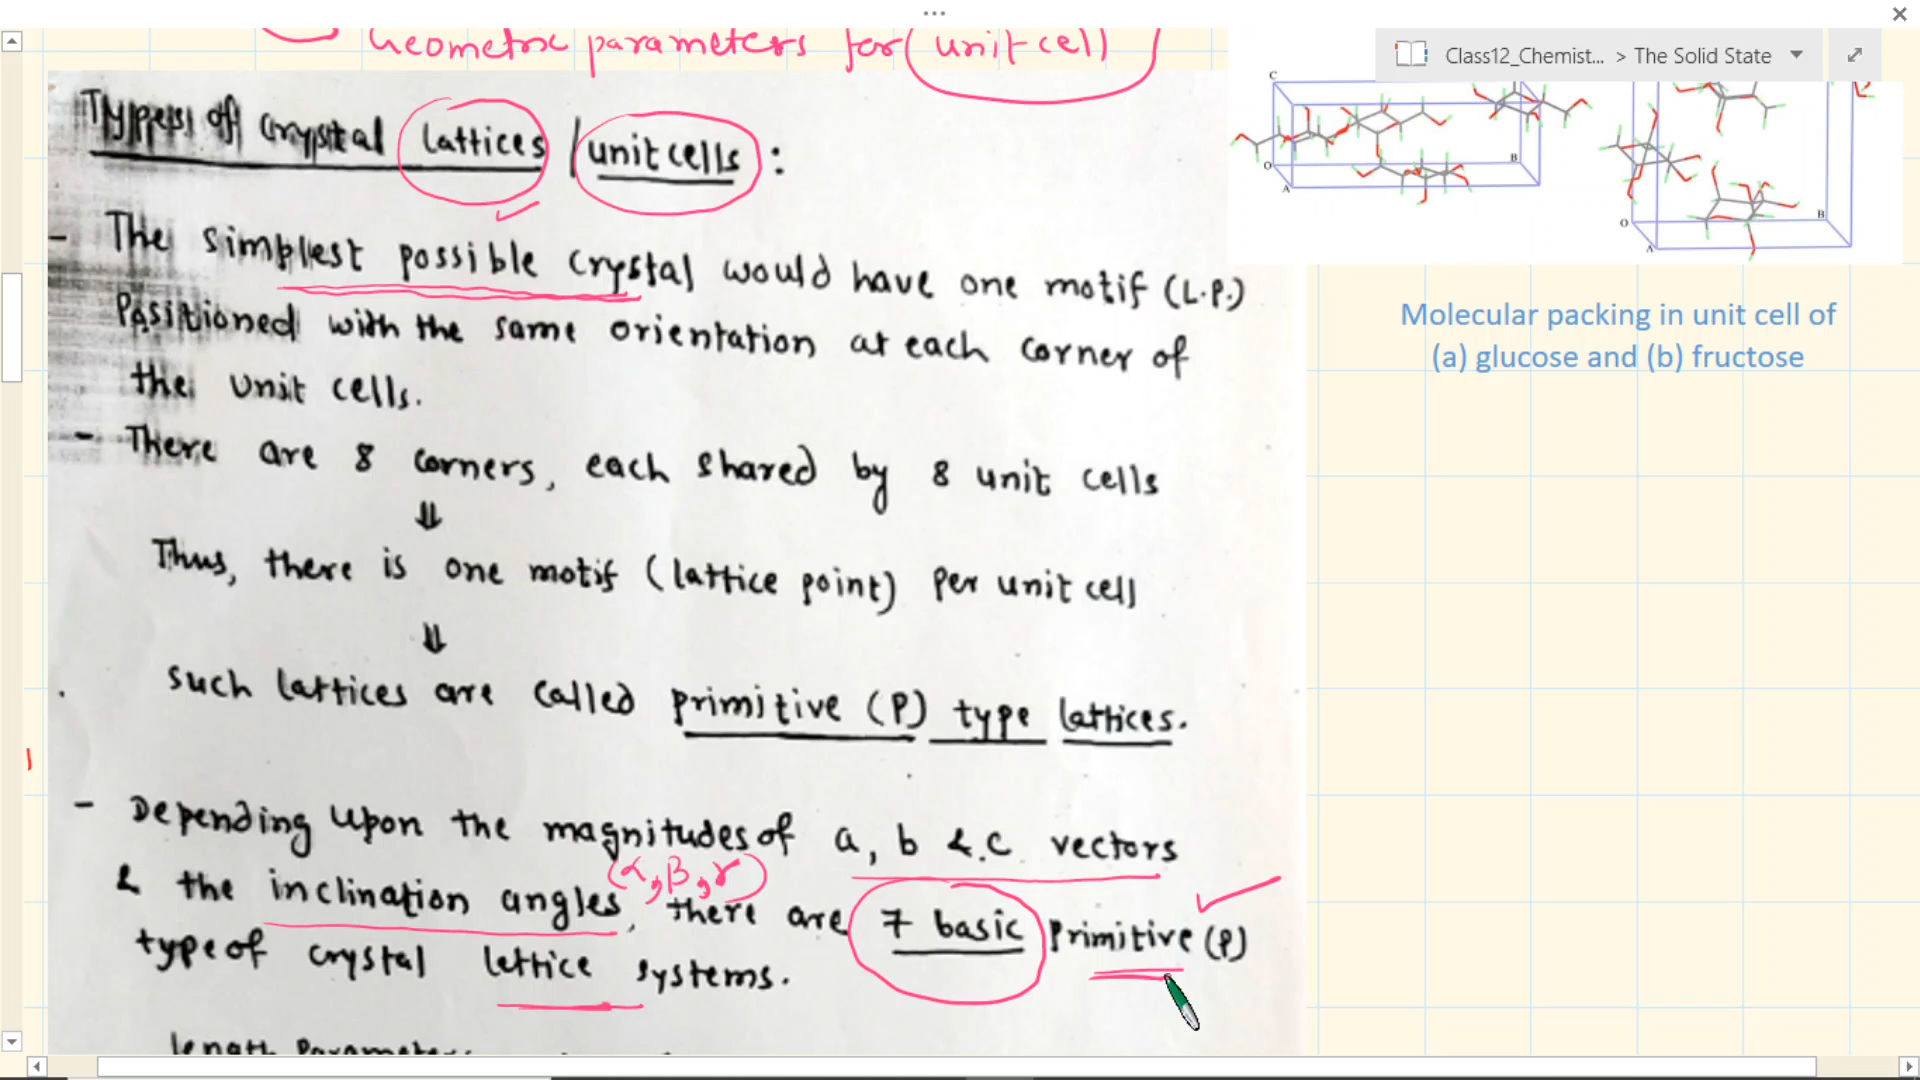 Geometric parameters for (unit cell)
Class12_Chemist... > The Solid State
Types of crystal lattices / unit cells :
- The simplest possible crystal would have one motif (L.P.)
Positioned with the same orientation at each corner of
the unit cells.
- There are 8 corners, each shared by 8 unit cells
⇓
Thus, there is one motif (lattice point) per unit cell
⇓
such lattices are called primitive (P) type lattices.
- Depending upon the magnitudes of a, b & c vectors
(α, β, γ)
& the inclination angles, there are 7 basic primitive (P)
type of crystal lettice systems.
length Parameters
C
O
A
B
O
A
B
Molecular packing in unit cell of
(a) glucose and (b) fructose